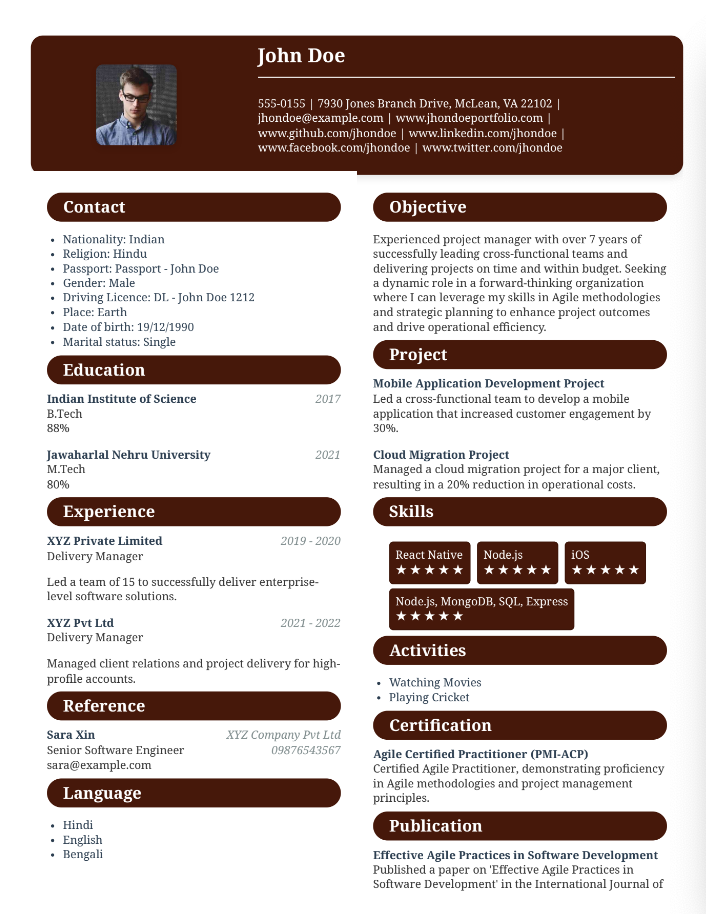 John Doe
555-0155 | 7930 Jones Branch Drive, McLean, VA 22102 |
jhondoe@example.com | www.jhondoeportfolio.com |
www.github.com/jhondoe | www.linkedin.com/jhondoe |
www.facebook.com/jhondoe | www.twitter.com/jhondoe
Contact
• Nationality: Indian
• Religion: Hindu
• Passport: Passport - John Doe
• Gender: Male
• Driving Licence: DL - John Doe 1212
• Place: Earth
• Date of birth: 19/12/1990
• Marital status: Single
Education
Indian Institute of Science 2017
B.Tech
88%
Jawaharlal Nehru University 2021
M.Tech
80%
Experience
XYZ Private Limited 2019 - 2020
Delivery Manager
Led a team of 15 to successfully deliver enterprise-
level software solutions.
XYZ Pvt Ltd 2021 - 2022
Delivery Manager
Managed client relations and project delivery for high-
profile accounts.
Reference
Sara Xin XYZ Company Pvt Ltd
Senior Software Engineer 09876543567
sara@example.com
Language
• Hindi
• English
• Bengali
Objective
Experienced project manager with over 7 years of
successfully leading cross-functional teams and
delivering projects on time and within budget. Seeking
a dynamic role in a forward-thinking organization
where I can leverage my skills in Agile methodologies
and strategic planning to enhance project outcomes
and drive operational efficiency.
Project
Mobile Application Development Project
Led a cross-functional team to develop a mobile
application that increased customer engagement by
30%.
Cloud Migration Project
Managed a cloud migration project for a major client,
resulting in a 20% reduction in operational costs.
Skills
React Native Node.js iOS
★★★★★ ★★★★★ ★★★★★
Node.js, MongoDB, SQL, Express
★★★★★
Activities
• Watching Movies
• Playing Cricket
Certification
Agile Certified Practitioner (PMI-ACP)
Certified Agile Practitioner, demonstrating proficiency
in Agile methodologies and project management
principles.
Publication
Effective Agile Practices in Software Development
Published a paper on 'Effective Agile Practices in
Software Development' in the International Journal of